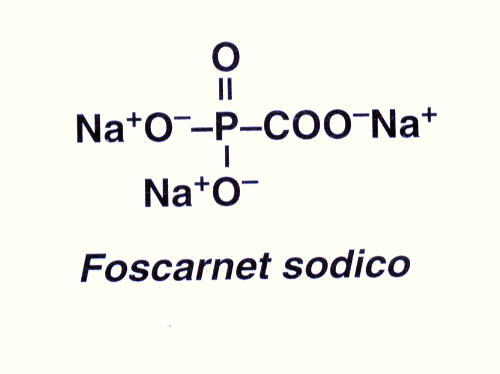 O
Na⁺O⁻–P–COO⁻Na⁺
Na⁺O⁻
Foscarnet sodico